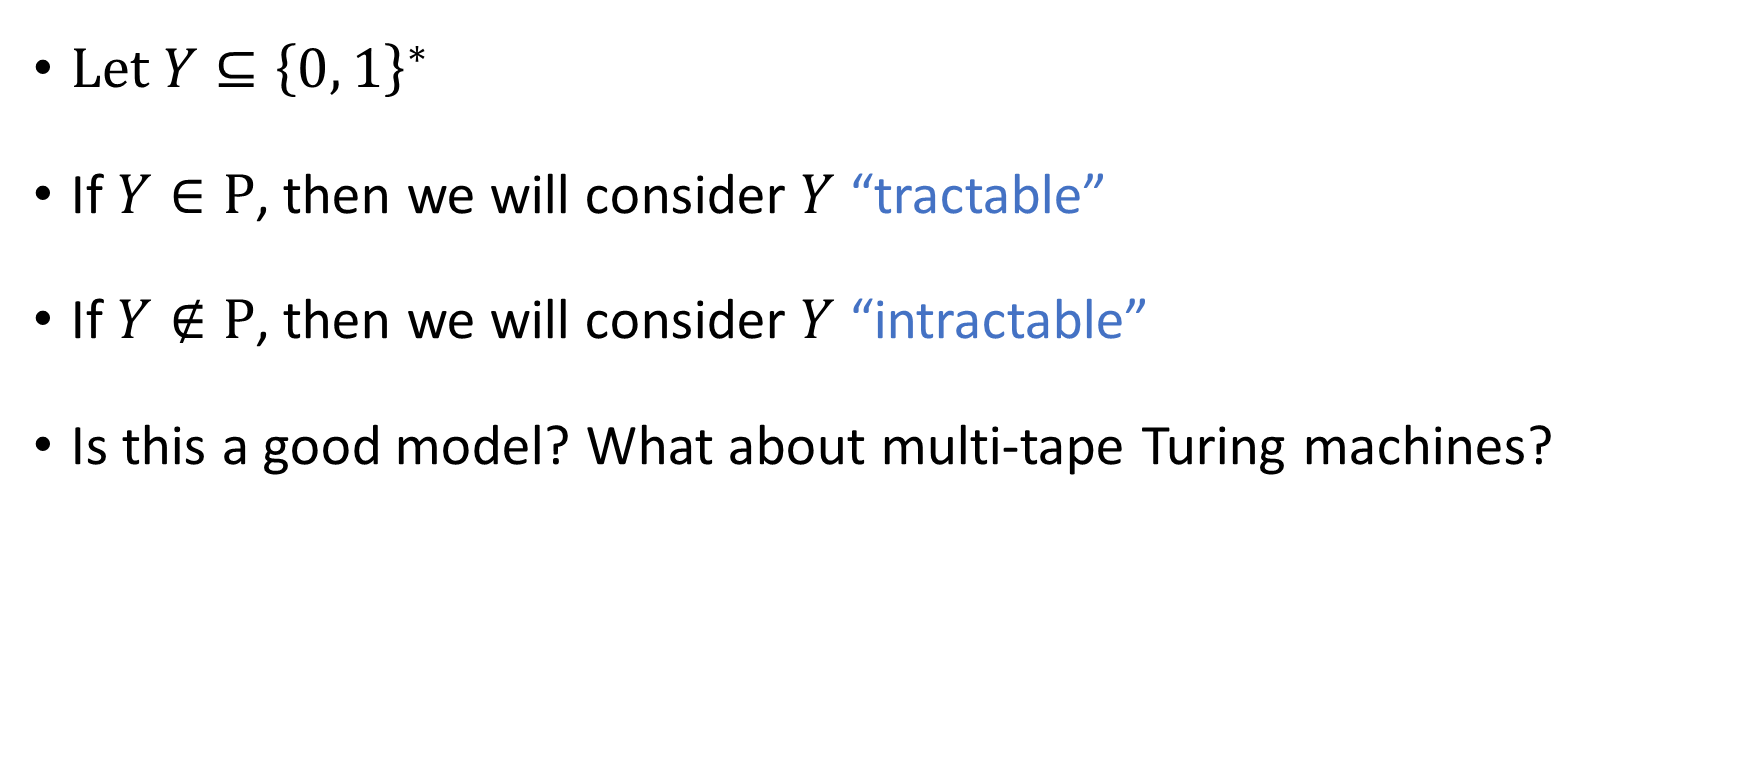 • Let 𝑌 ⊆ {0, 1}*
• If 𝑌 ∈ P, then we will consider 𝑌 “tractable”
• If 𝑌 ∉ P, then we will consider 𝑌 “intractable”
• Is this a good model? What about multi-tape Turing machines?